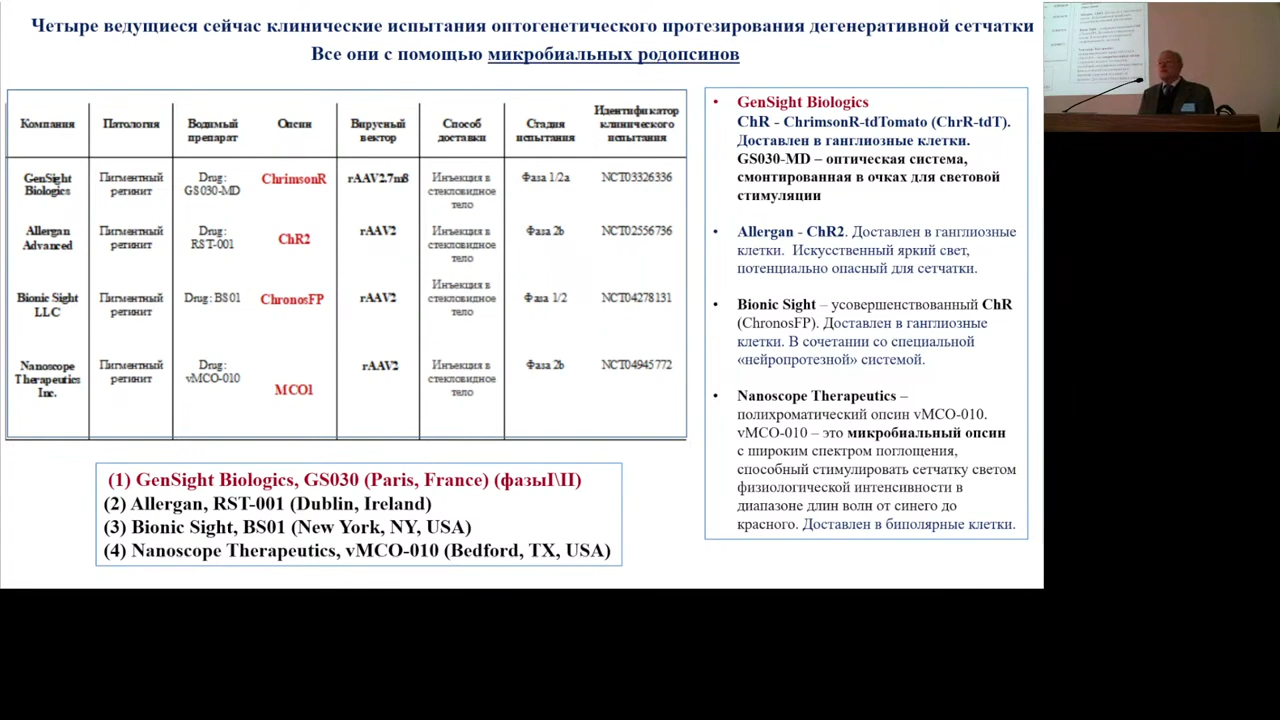 Четыре ведущиеся сейчас клинических испытания оптогенетического протезирования дегенеративной сетчатки
Все они с помощью микробиальных родопсинов
Компания Патология Водимый препарат Опсин Вирусный вектор Способ доставки Стадия испытания Идентификатор клинического испытания
GenSight Biologics Пигментный ретинит Drug: GS030-MD ChrimsonR rAAV2.7m8 Инъекция в стекловидное тело Фаза 1/2a NCT03326336
Allergan Advanced Пигментный ретинит Drug: RST-001 ChR2 rAAV2 Инъекция в стекловидное тело Фаза 2b NCT02556736
Bionic Sight LLC Пигментный ретинит Drug: BS01 ChronosFP rAAV2 Инъекция в стекловидное тело Фаза 1/2 NCT04278131
Nanoscope Therapeutics Inc. Пигментный ретинит Drug: vMCO-010 MCO1 rAAV2 Инъекция в стекловидное тело Фаза 2b NCT04945772
(1) GenSight Biologics, GS030 (Paris, France) (фазыI\II)
(2) Allergan, RST-001 (Dublin, Ireland)
(3) Bionic Sight, BS01 (New York, NY, USA)
(4) Nanoscope Therapeutics, vMCO-010 (Bedford, TX, USA)
• GenSight Biologics
ChR - ChrimsonR-tdTomato (ChrR-tdT).
Доставлен в ганглиозные клетки.
GS030-MD – оптическая система,
смонтированная в очках для световой
стимуляции
• Allergan - ChR2. Доставлен в ганглиозные
клетки. Искусственный яркий свет,
потенциально опасный для сетчатки.
• Bionic Sight – усовершенствованный ChR
(ChronosFP). Доставлен в ганглиозные
клетки. В сочетании со специальной
«нейропротезной» системой.
• Nanoscope Therapeutics –
полихроматический опсин vMCO-010.
vMCO-010 – это микробиальный опсин
с широким спектром поглощения,
способный стимулировать сетчатку светом
физиологической интенсивности в
диапазоне длин волн от синего до
красного. Доставлен в биполярные клетки.